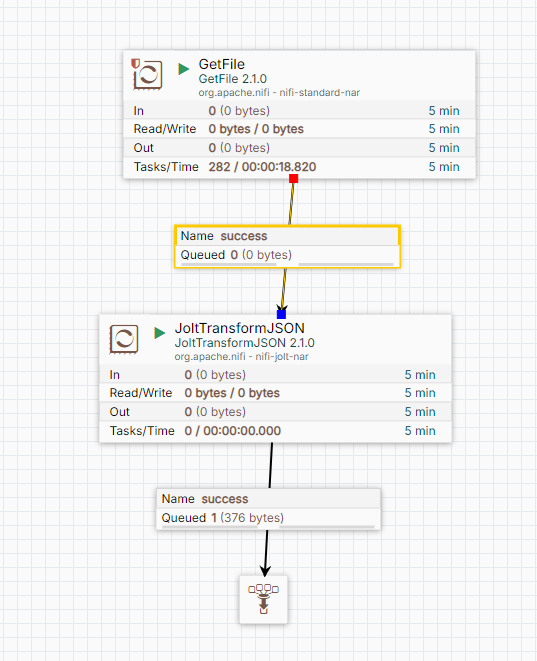 GetFile
GetFile 2.1.0
org.apache.nifi - nifi-standard-nar
In 0 (0 bytes) 5 min
Read/Write 0 bytes / 0 bytes 5 min
Out 0 (0 bytes) 5 min
Tasks/Time 282 / 00:00:18.820 5 min
Name success
Queued 0 (0 bytes)
JoltTransformJSON
JoltTransformJSON 2.1.0
org.apache.nifi - nifi-jolt-nar
In 0 (0 bytes) 5 min
Read/Write 0 bytes / 0 bytes 5 min
Out 0 (0 bytes) 5 min
Tasks/Time 0 / 00:00:00.000 5 min
Name success
Queued 1 (376 bytes)